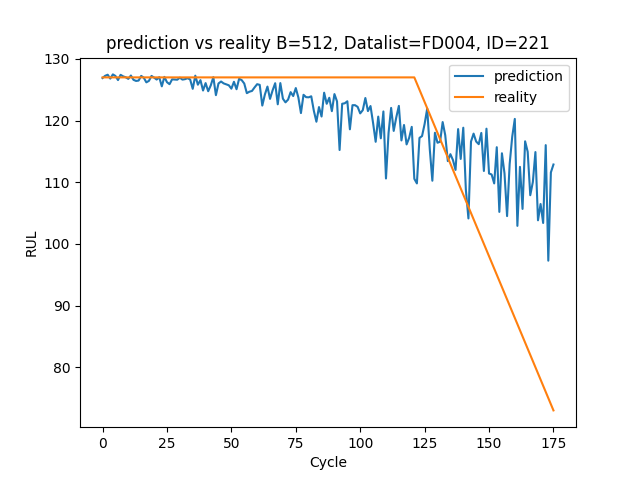 prediction vs reality B=512, Datalist=FD004, ID=221
prediction
reality
130
120
110
100
90
80
RUL
0 25 50 75 100 125 150 175
Cycle